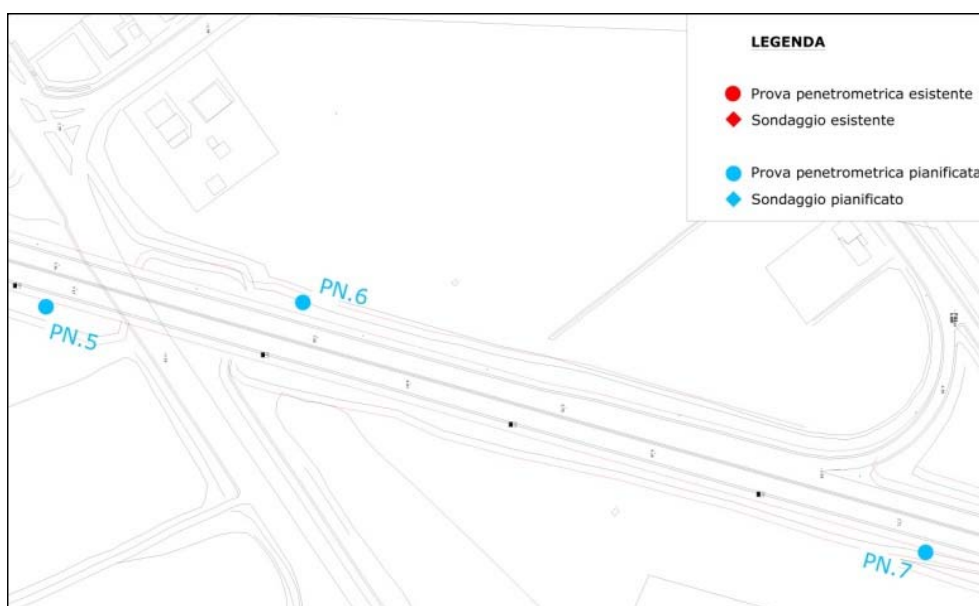 LEGENDA
Prova penetrometrica esistente
Sondaggio esistente
Prova penetrometrica pianificata
Sondaggio pianificato
PN.6
PN.5
PN.7